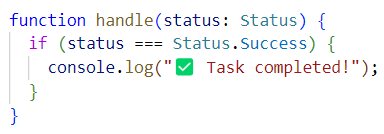 function handle(status: Status) {
  if (status === Status.Success) {
    console.log("✅ Task completed!");
  }
}